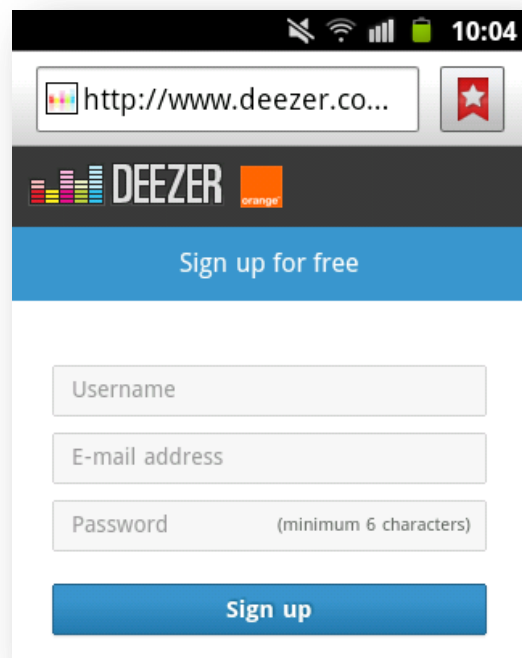 10:04
http://www.deezer.co...
DEEZER orange
Sign up for free
Username
E-mail address
Password (minimum 6 characters)
Sign up